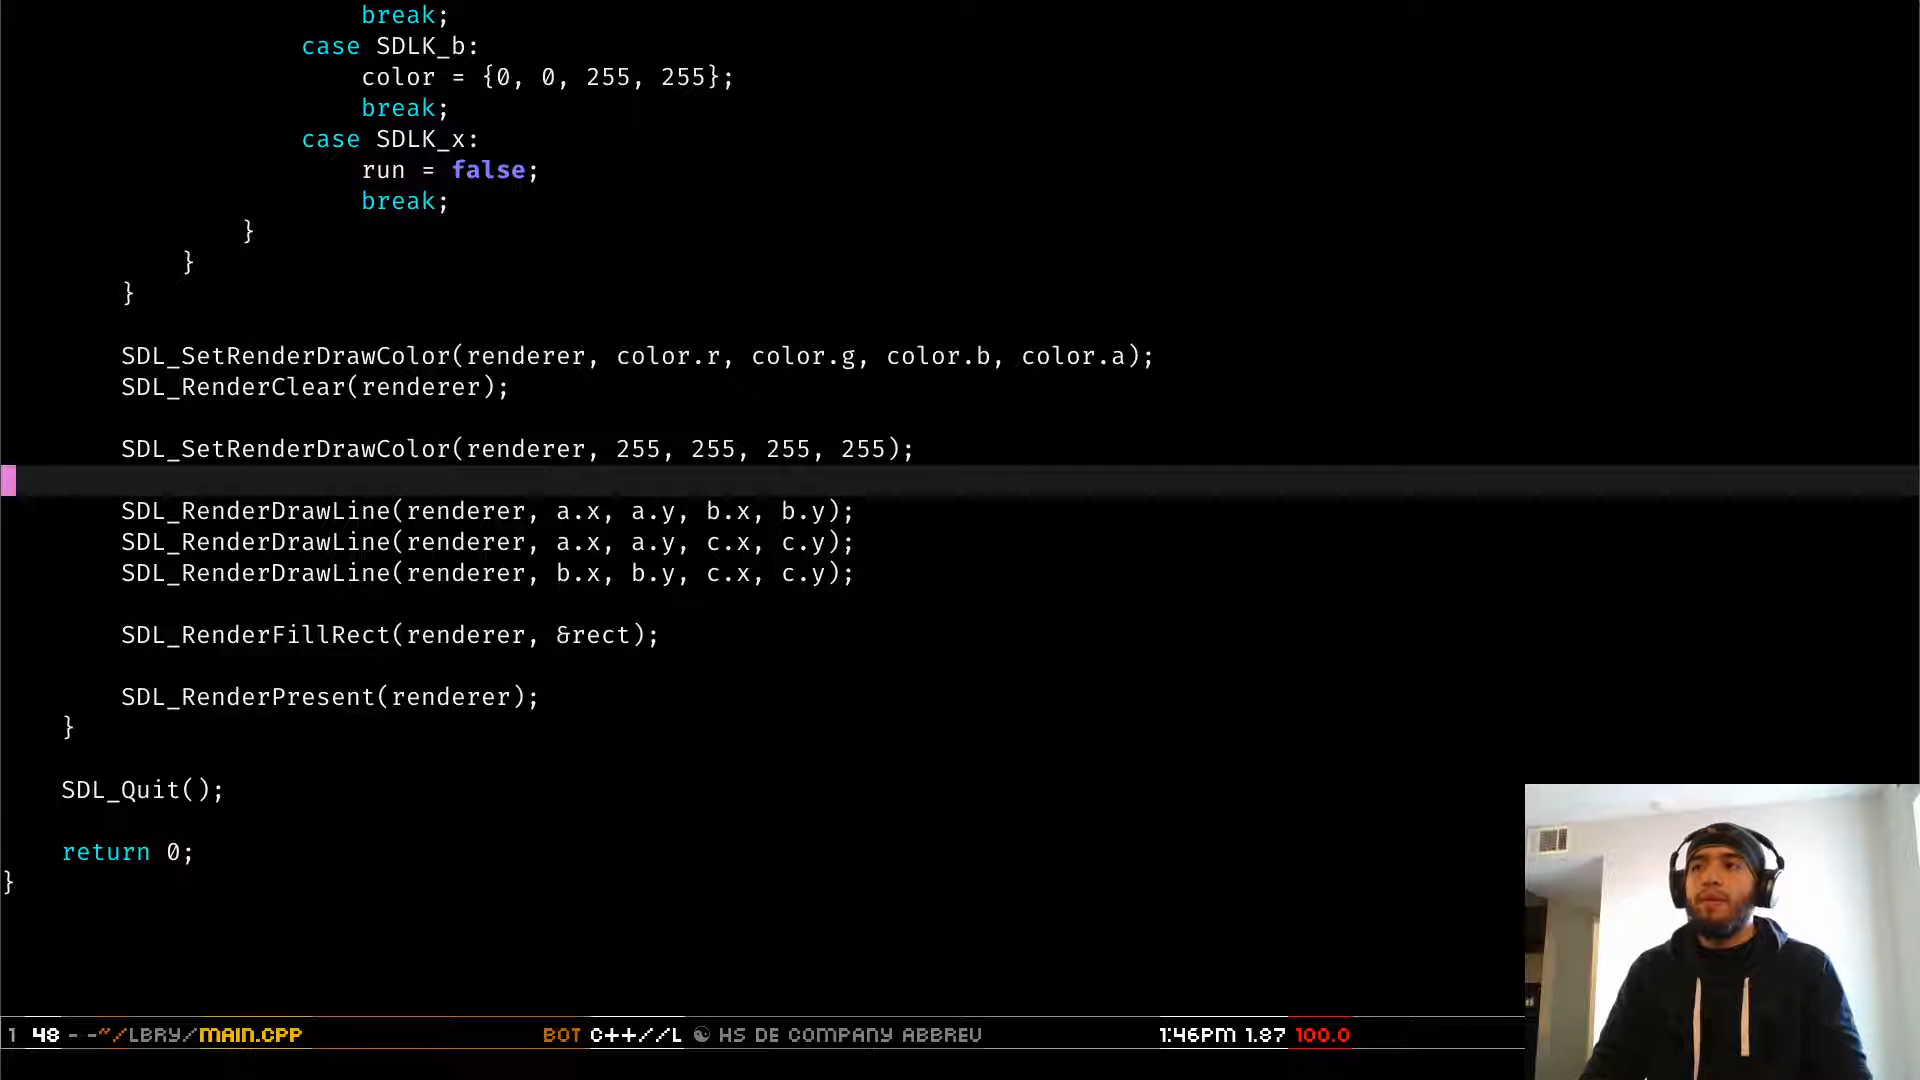 break;
case SDLK_b:
color = {0, 0, 255, 255};
break;
case SDLK_x:
run = false;
break;
}
}
}
SDL_SetRenderDrawColor(renderer, color.r, color.g, color.b, color.a);
SDL_RenderClear(renderer);
SDL_SetRenderDrawColor(renderer, 255, 255, 255, 255);
SDL_RenderDrawLine(renderer, a.x, a.y, b.x, b.y);
SDL_RenderDrawLine(renderer, a.x, a.y, c.x, c.y);
SDL_RenderDrawLine(renderer, b.x, b.y, c.x, c.y);
SDL_RenderFillRect(renderer, &rect);
SDL_RenderPresent(renderer);
}
SDL_Quit();
return 0;
}
1 48 - -~/LBRY/MAIN.CPP BOT C++//L ☯ HS DE COMPANY ABBREU 1:46PM 1.87 100.0